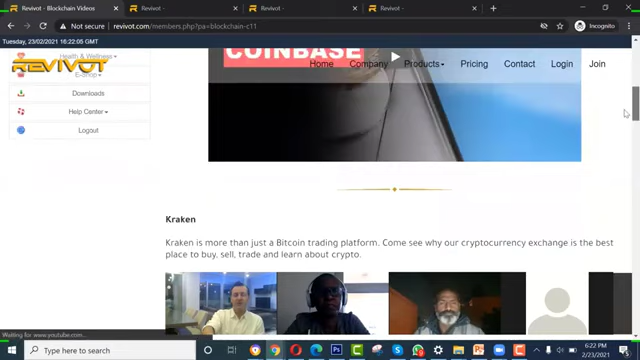 Revivot - Blockchain Videos
Revivot -
Revivot -
Revivot -
Not secure
revivot.com/members.php?pa=blockchain-c11
Incognito
Tuesday, 23/02/2021 16:22:05 GMT
REVIVOT
Health & Wellness
E-Shop
Downloads
Help Center
Logout
COINBASE
Home
Company
Products
Pricing
Contact
Login
Join
Kraken
Kraken is more than just a Bitcoin trading platform. Come see why our cryptocurrency exchange is the best
place to buy, sell, trade and learn about crypto.
Waiting for www.youtube.com...
Type here to search
6:22 PM
2/23/2021